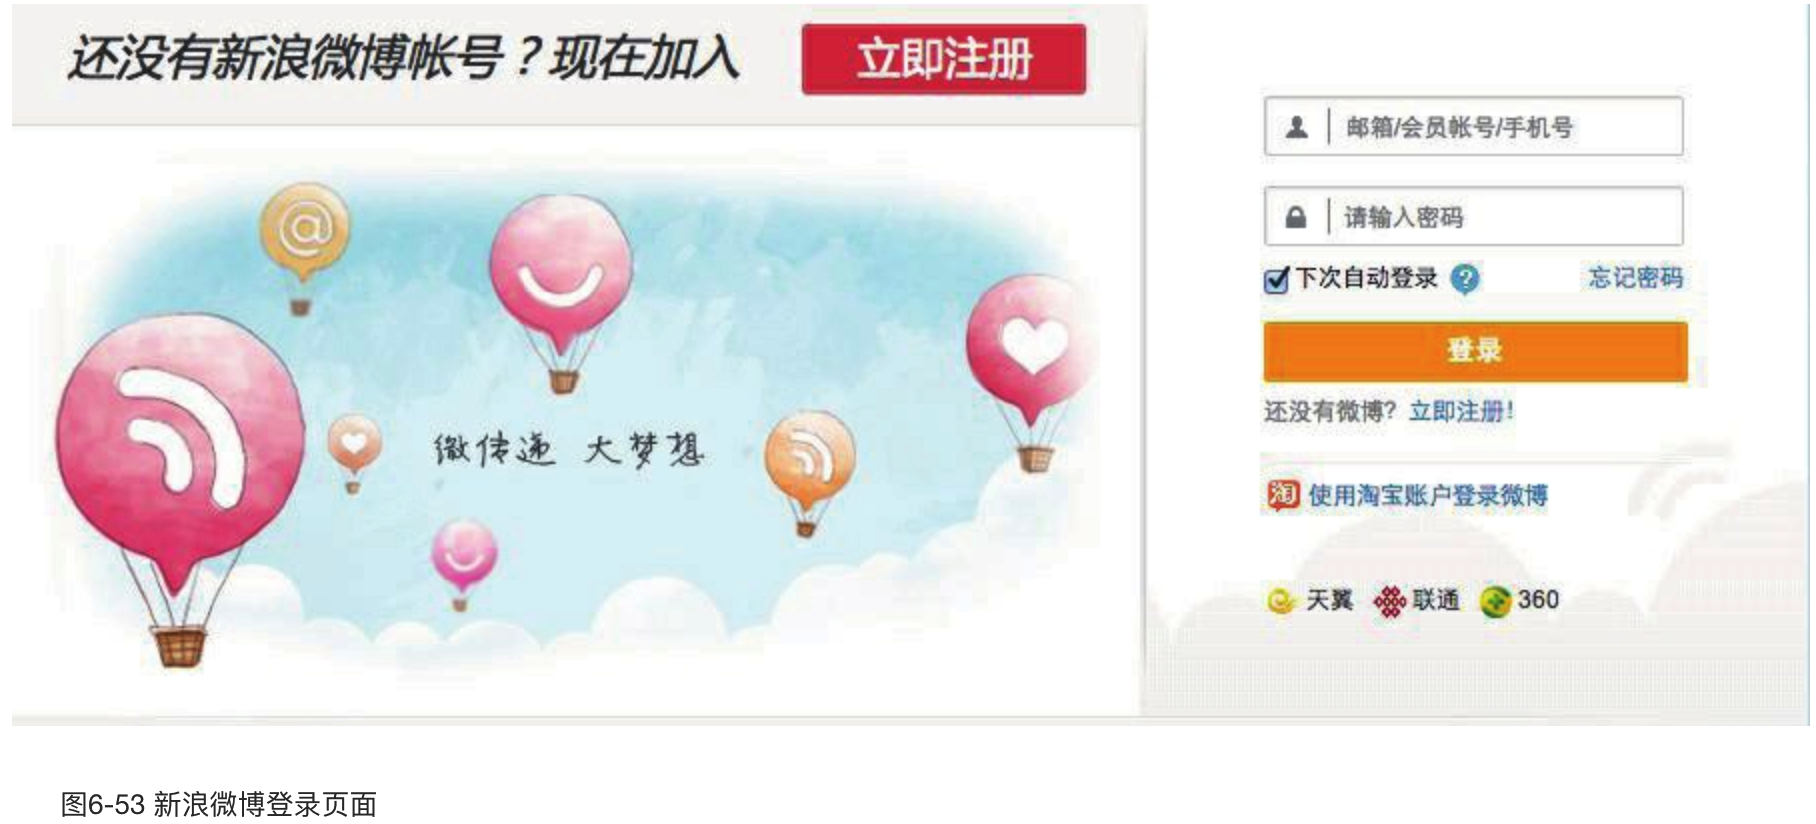 还没有新浪微博帐号？现在加入
立即注册
@
微传递 大梦想
邮箱/会员帐号/手机号
请输入密码
下次自动登录 ? 忘记密码
登录
还没有微博? 立即注册!
淘 使用淘宝账户登录微博
天翼 联通 360
图6-53 新浪微博登录页面